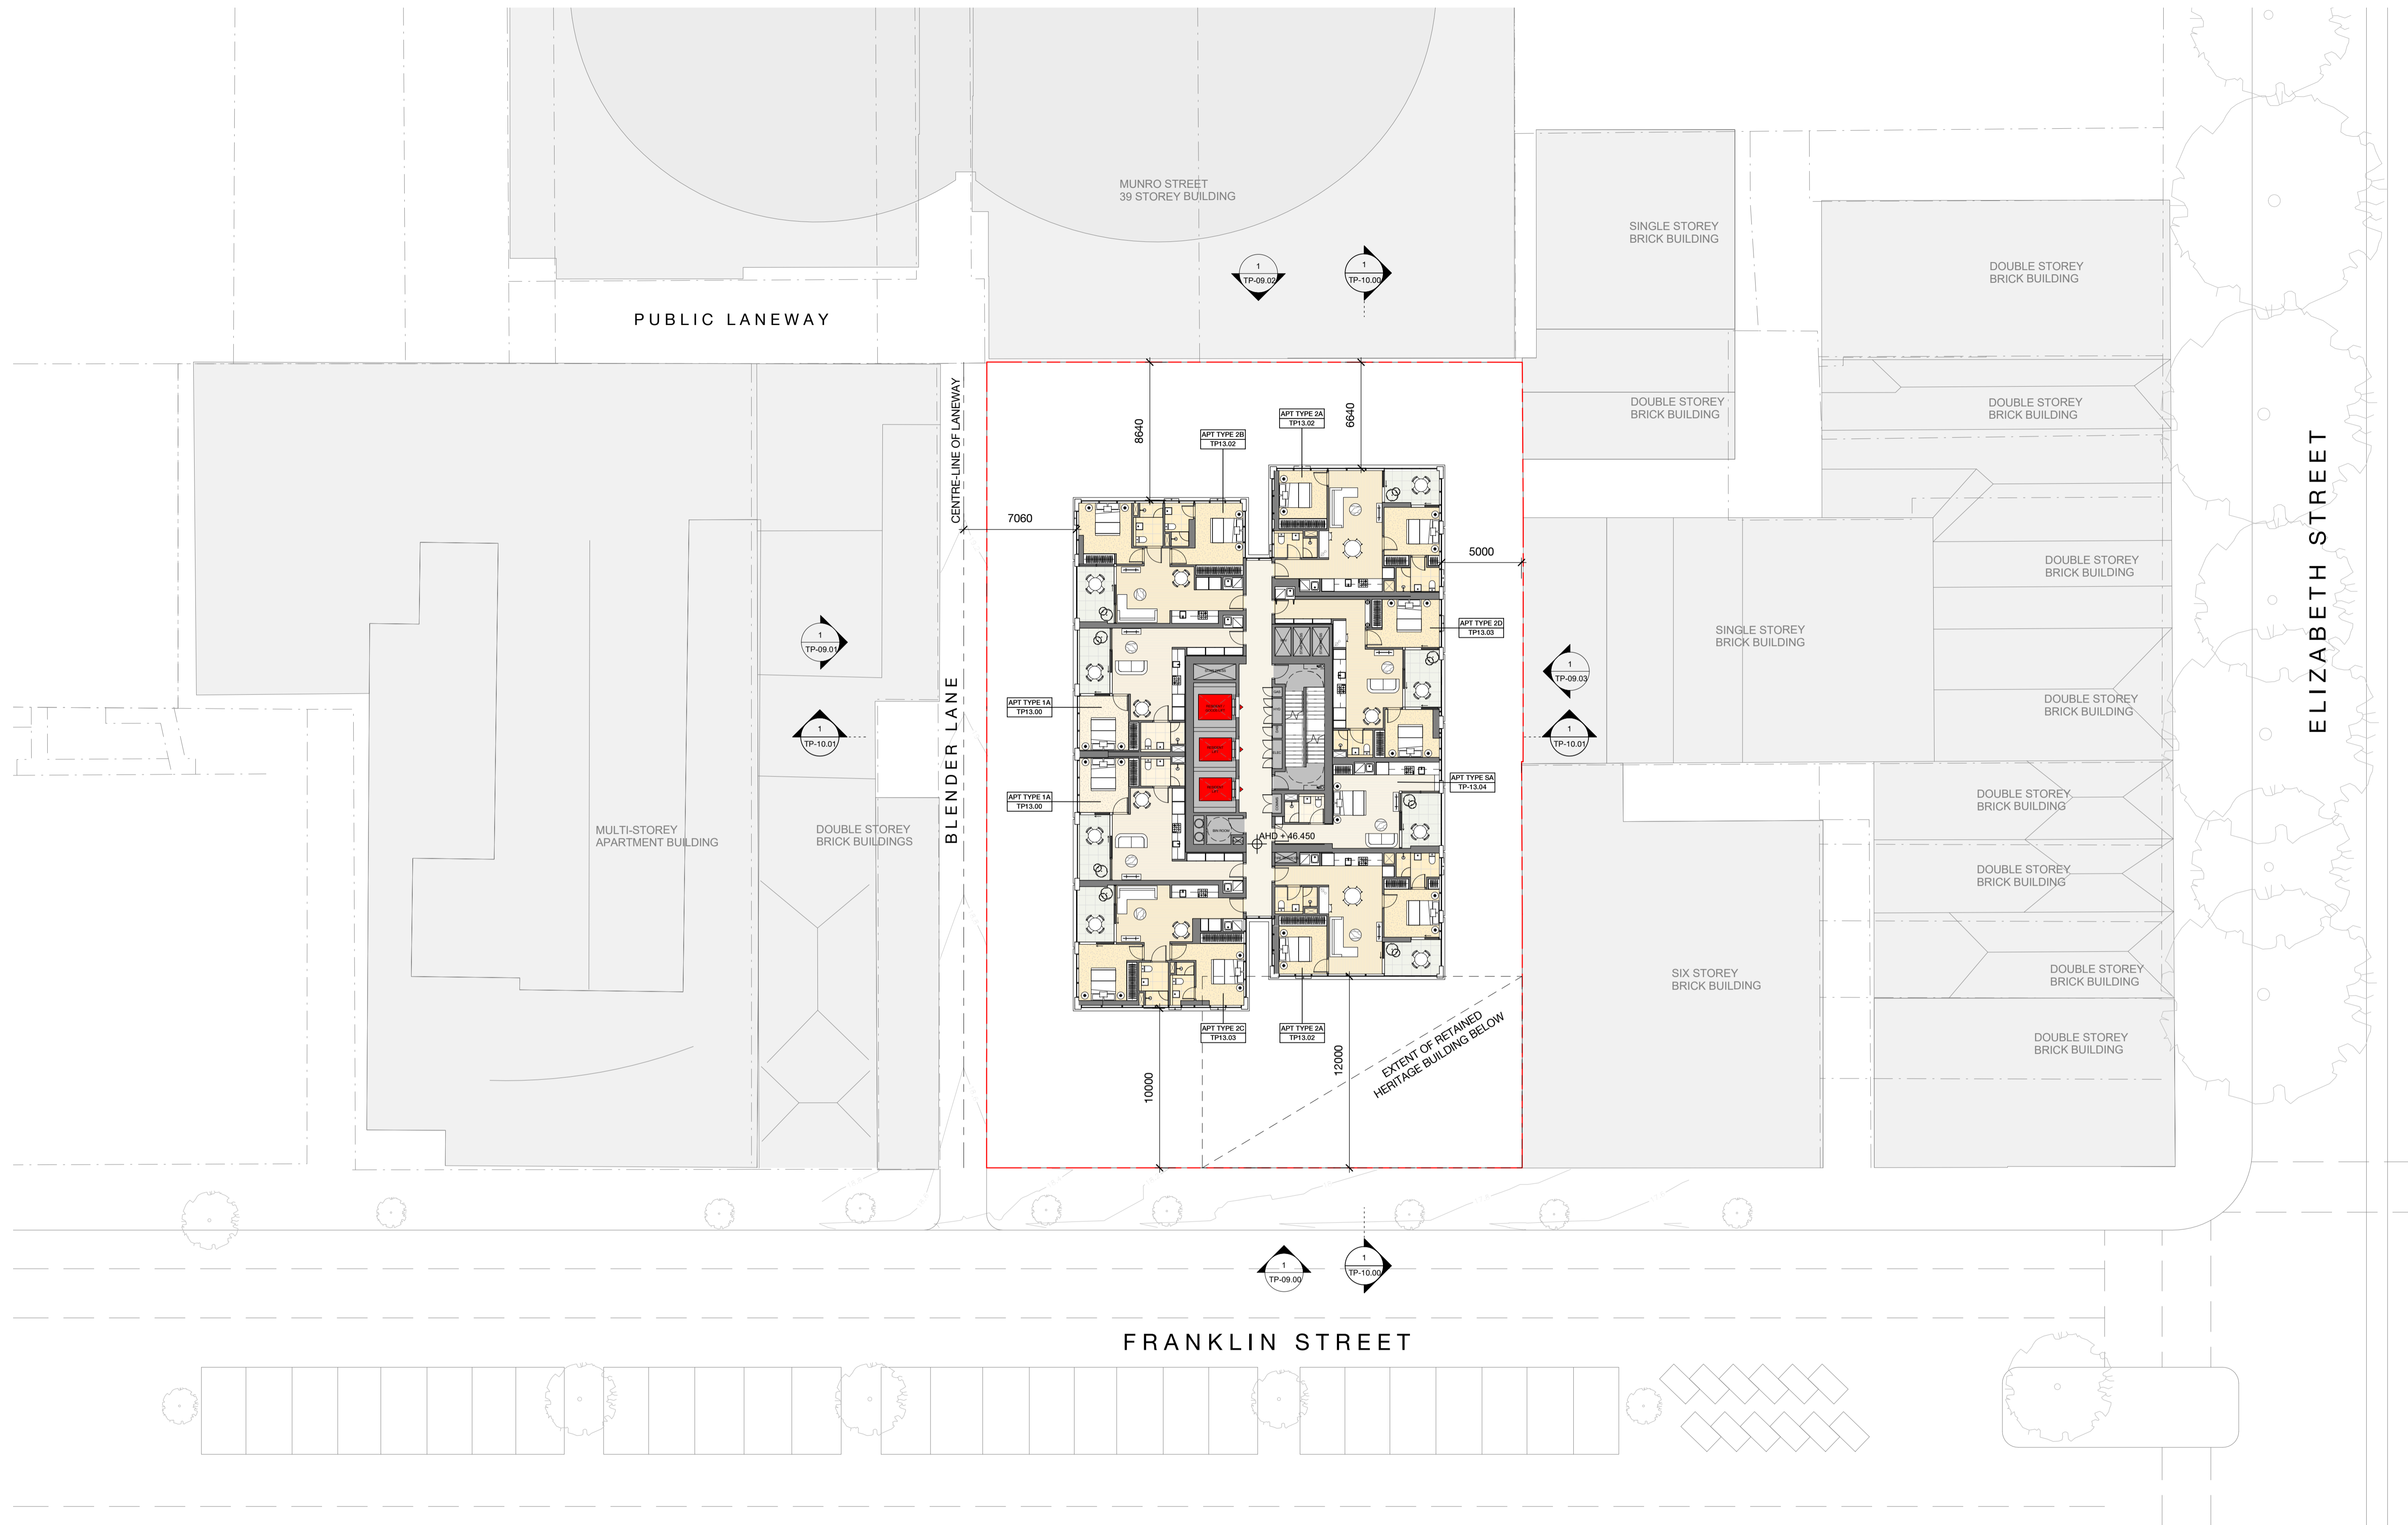 MUNRO STREET
39 STOREY BUILDING
SINGLE STOREY
BRICK BUILDING
1
TP-09.02
1
TP-10.00
DOUBLE STOREY
BRICK BUILDING
PUBLIC LANEWAY
CENTRE-LINE OF LANEWAY
8640
6640
APT TYPE 2A
TP13.02
APT TYPE 2B
TP13.02
DOUBLE STOREY
BRICK BUILDING
DOUBLE STOREY
BRICK BUILDING
ELIZABETH STREET
7060
5000
DOUBLE STOREY
BRICK BUILDING
1
TP-09.01
APT TYPE 2D
TP13.03
SINGLE STOREY
BRICK BUILDING
1
TP-09.03
DOUBLE STOREY
BRICK BUILDING
APT TYPE 1A
TP13.00
1
TP-10.01
1
TP-10.01
BLENDER LANE
APT TYPE SA
TP-13.04
APT TYPE 1A
TP13.00
DOUBLE STOREY
BRICK BUILDING
MULTI-STOREY
APARTMENT BUILDING
DOUBLE STOREY
BRICK BUILDINGS
BIN ROOM
AHD + 46.450
DOUBLE STOREY
BRICK BUILDING
SIX STOREY
BRICK BUILDING
DOUBLE STOREY
BRICK BUILDING
APT TYPE 2C
TP13.03
APT TYPE 2A
TP13.02
EXTENT OF RETAINED
HERITAGE BUILDING BELOW
DOUBLE STOREY
BRICK BUILDING
10000
12000
1
TP-09.00
1
TP-10.00
FRANKLIN STREET